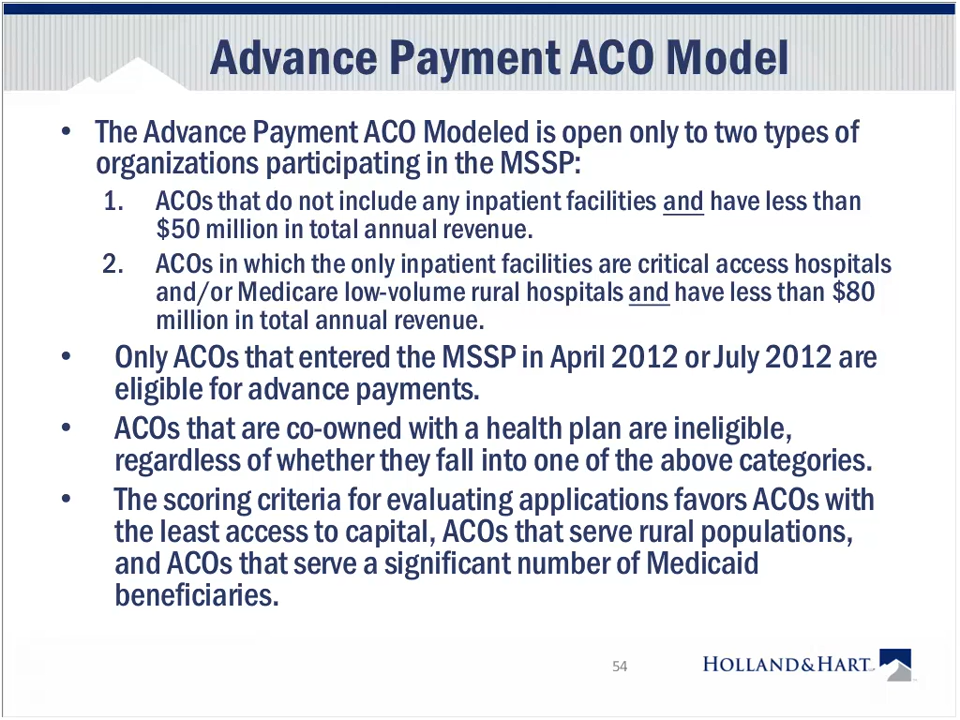 Advance Payment ACO Model
• The Advance Payment ACO Modeled is open only to two types of
organizations participating in the MSSP:
1. ACOs that do not include any inpatient facilities and have less than
$50 million in total annual revenue.
2. ACOs in which the only inpatient facilities are critical access hospitals
and/or Medicare low-volume rural hospitals and have less than $80
million in total annual revenue.
• Only ACOs that entered the MSSP in April 2012 or July 2012 are
eligible for advance payments.
• ACOs that are co-owned with a health plan are ineligible,
regardless of whether they fall into one of the above categories.
• The scoring criteria for evaluating applications favors ACOs with
the least access to capital, ACOs that serve rural populations,
and ACOs that serve a significant number of Medicaid
beneficiaries.
54
HOLLAND & HART